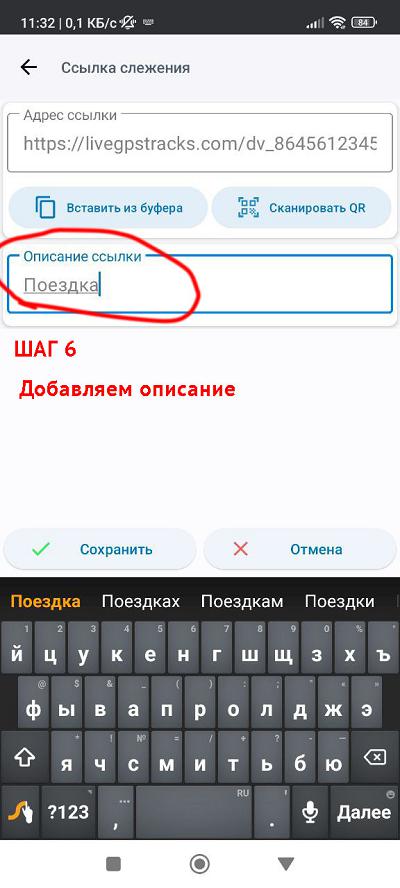 11:32 | 0,1 КБ/с
84
Ссылка слежения
Адрес ссылки
https://livegpstracks.com/dv_8645612345
Вставить из буфера
Сканировать QR
Описание ссылки
Поездка
ШАГ 6
Добавляем описание
Сохранить
Отмена
Поездка Поездках Поездкам Поездки
1 2 3 4 5 6 7 8 9 0 %
й ц у к е н г ш щ з х ъ
@ $ & _ ( ) : ; " « »
ф ы в а п р о л д ж э
* ! № = / + ? - —
я ч с м и т ь б ю
RU
?123 , . Далее